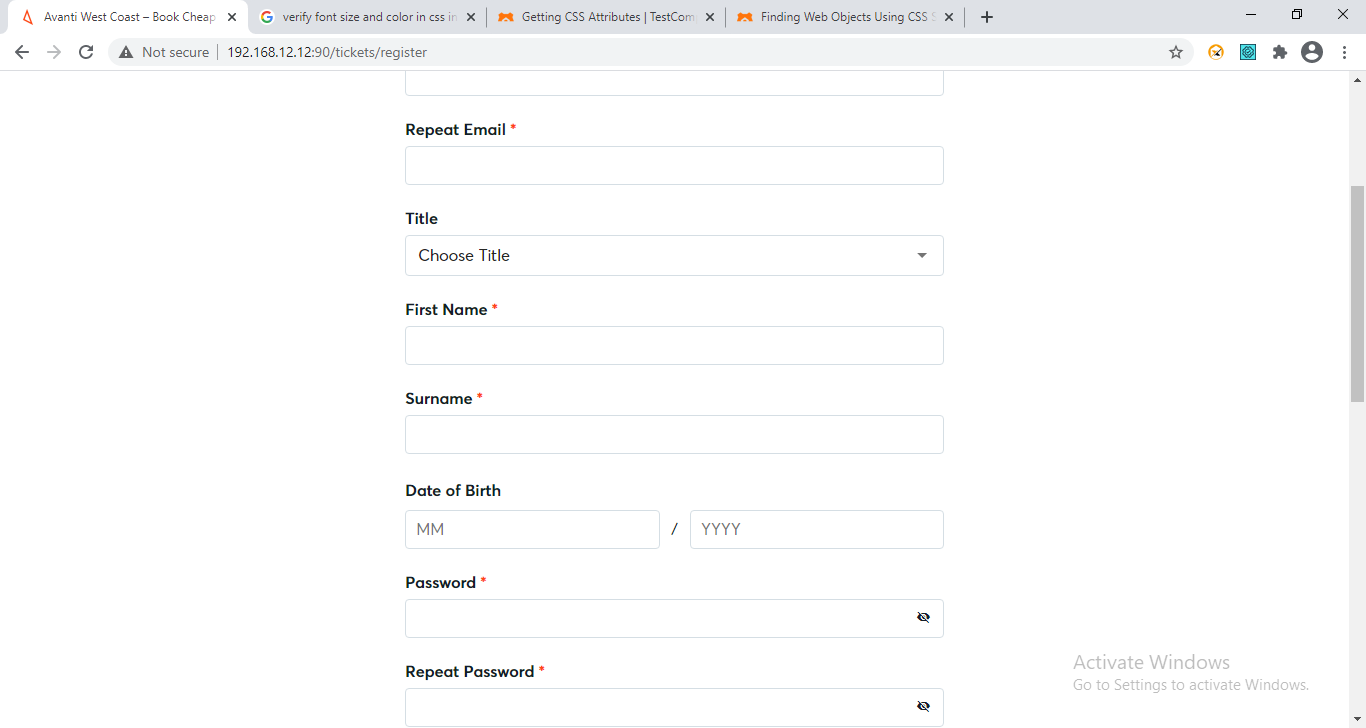 Avanti West Coast – Book Cheap
verify font size and color in css in
Getting CSS Attributes | TestCom
Finding Web Objects Using CSS S
Not secure | 192.168.12.12:90/tickets/register
Repeat Email *
Title
Choose Title
First Name *
Surname *
Date of Birth
MM / YYYY
Password *
Repeat Password *
Activate Windows
Go to Settings to activate Windows.